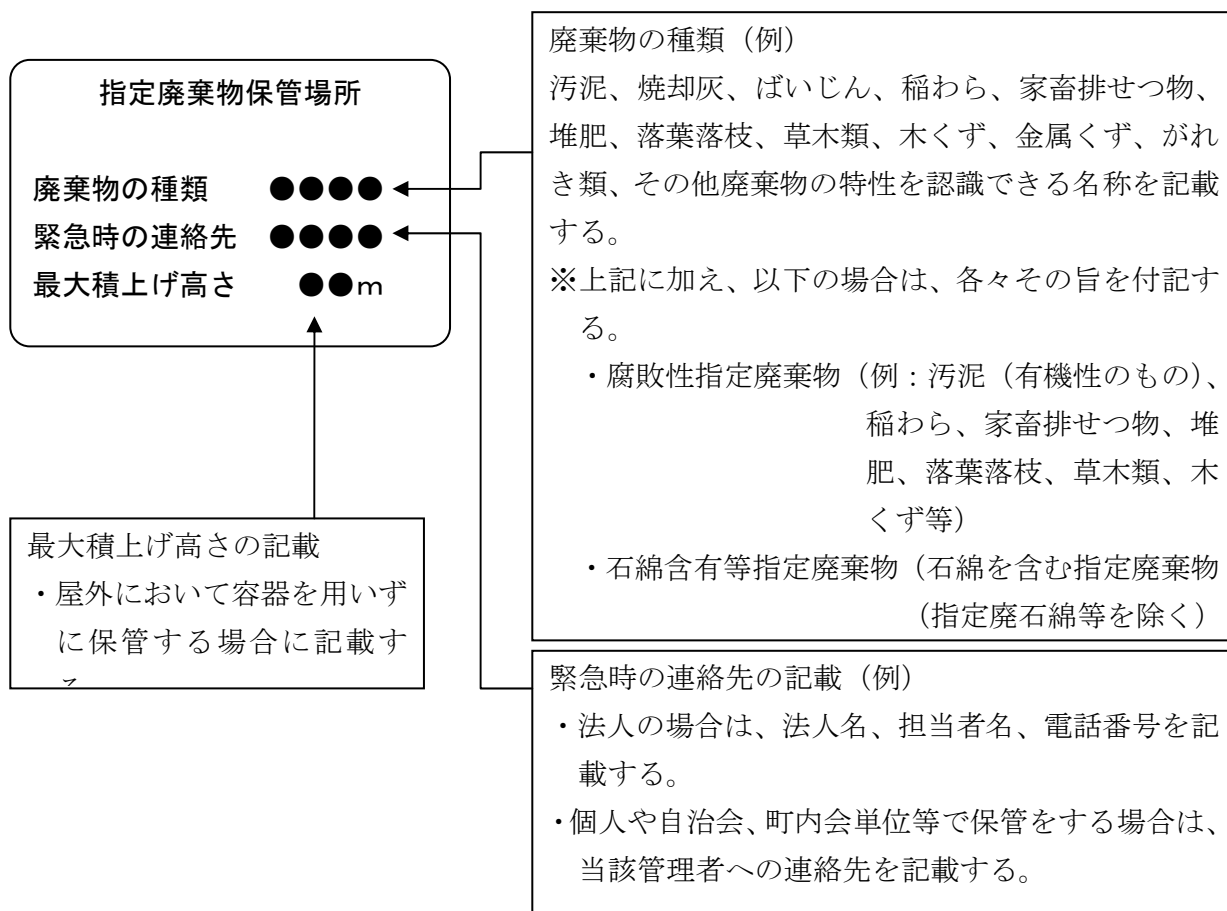 指定廃棄物保管場所
廃棄物の種類 ●●●●
緊急時の連絡先 ●●●●
最大積上げ高さ ●●m
最大積上げ高さの記載
・屋外において容器を用いず
に保管する場合に記載す
廃棄物の種類（例）
汚泥、焼却灰、ばいじん、稲わら、家畜排せつ物、
堆肥、落葉落枝、草木類、木くず、金属くず、がれ
き類、その他廃棄物の特性を認識できる名称を記載
する。
※上記に加え、以下の場合は、各々その旨を付記す
る。
・腐敗性指定廃棄物（例：汚泥（有機性のもの）、
稲わら、家畜排せつ物、堆
肥、落葉落枝、草木類、木
くず等）
・石綿含有等指定廃棄物（石綿を含む指定廃棄物
（指定廃石綿等を除く）
緊急時の連絡先の記載（例）
・法人の場合は、法人名、担当者名、電話番号を記
載する。
・個人や自治会、町内会単位等で保管をする場合は、
当該管理者への連絡先を記載する。